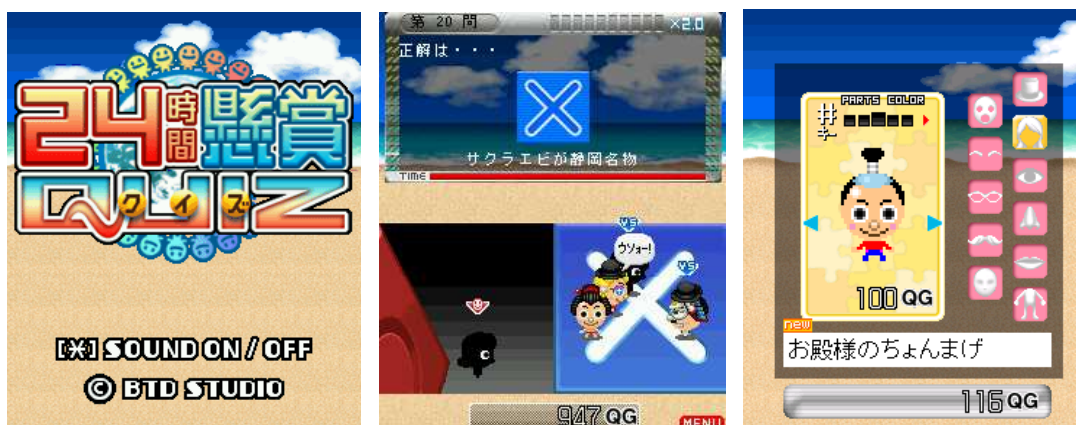 24時間懸賞
QUIZ
クイズ
[*] SOUND ON / OFF
© BTD STUDIO
第 20 問
×2.0
正解は・・・
サクラエビが静岡名物
TIME
VS
ウソォー!
VS
947 QG
MENU
PARTS COLOR
#
キー
100 QG
new
お殿様のちょんまげ
116 QG